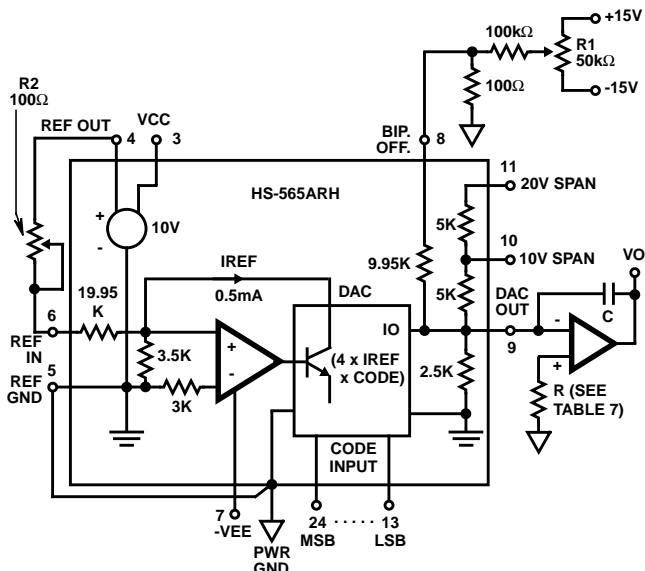 +15V
100kΩ
R1
50kΩ
R2
100Ω
100Ω
-15V
REF OUT
VCC
4
3
BIP.
OFF.
8
11
HS-565ARH
20V SPAN
+
-
10V
5K
10
10V SPAN
IREF
0.5mA
9.95K
5K
VO
19.95
K
DAC
DAC
OUT
C
6
REF
IN
IO
9
-
+
3.5K
+
-
(4 x IREF
x CODE)
2.5K
5
REF
GND
3K
R (SEE
TABLE 7)
CODE
INPUT
7
-VEE
PWR
GND
24 . . . . . 13
MSB LSB